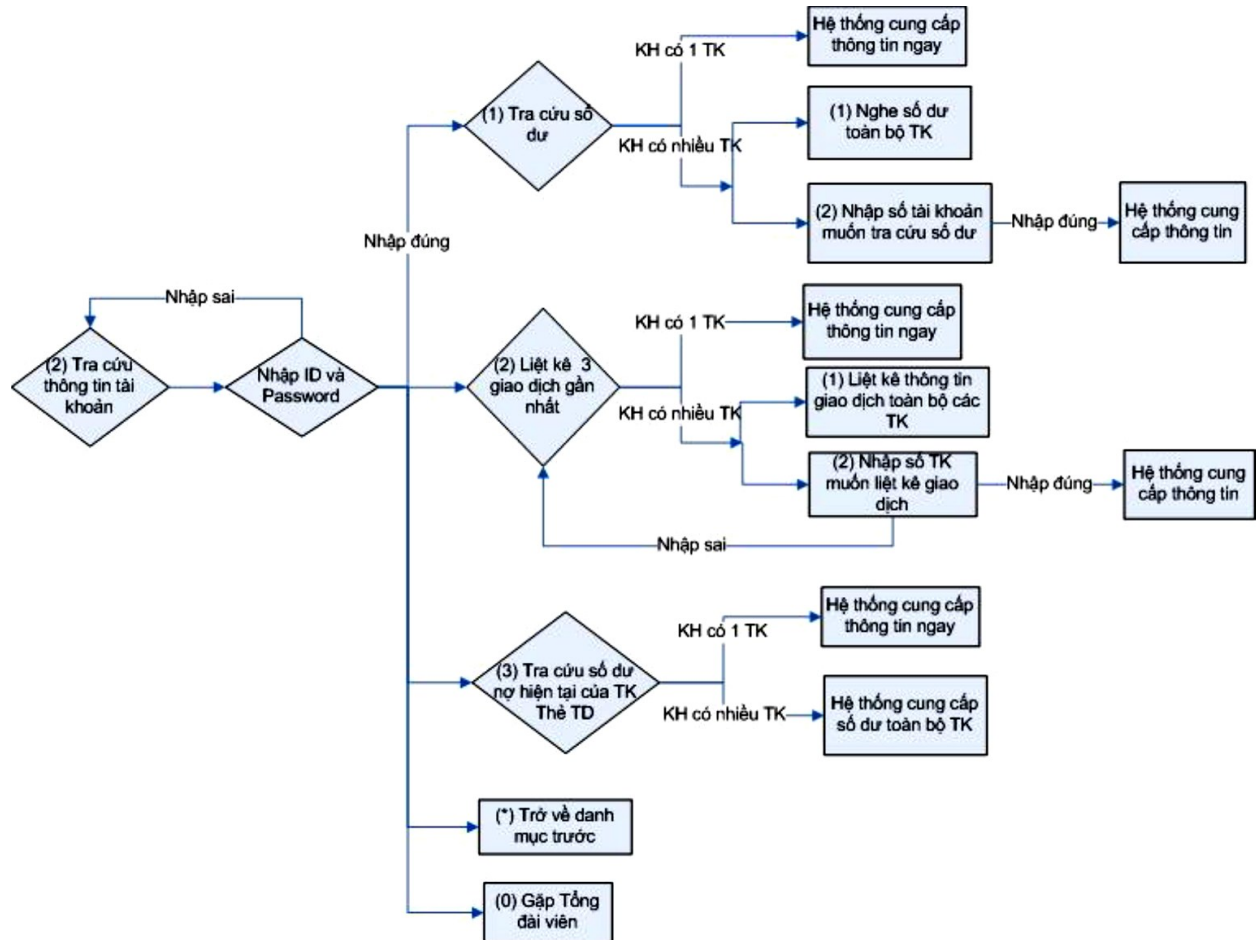 Hệ thống cung cấp
thông tin ngay
KH có 1 TK
(1) Tra cứu số
dư
(1) Nghe số dư
toàn bộ TK
KH có nhiều TK
(2) Nhập số tài khoản
muốn tra cứu số dư
Nhập đúng
Hệ thống cung
cấp thông tin
Nhập đúng
Nhập sai
(2) Tra cứu
thông tin tài
khoản
Nhập ID và
Password
(2) Liệt kê 3
giao dịch gần
nhất
KH có 1 TK
Hệ thống cung cấp
thông tin ngay
KH có nhiều TK
(1) Liệt kê thông tin
giao dịch toàn bộ các
TK
(2) Nhập số TK
muốn liệt kê giao
dịch
Nhập đúng
Hệ thống cung
cấp thông tin
Nhập sai
(3) Tra cứu số dư
nợ hiện tại của TK
Thẻ TD
KH có 1 TK
Hệ thống cung cấp
thông tin ngay
KH có nhiều TK
Hệ thống cung cấp
số dư toàn bộ TK
(*) Trở về danh
mục trước
(0) Gặp Tổng
đài viên